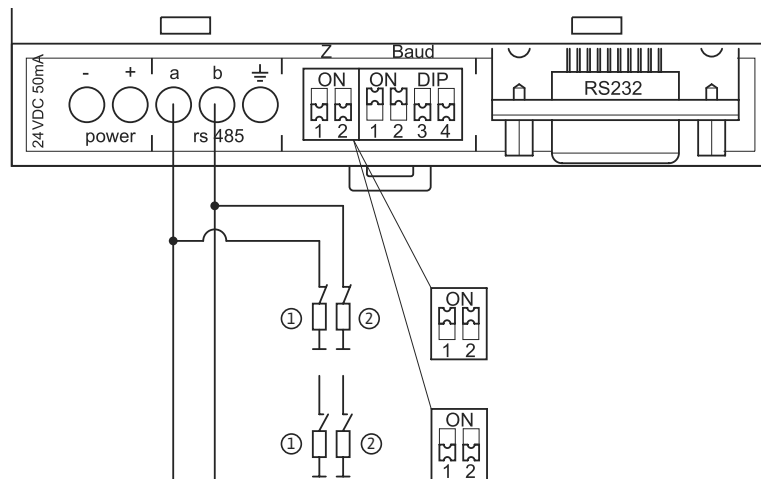 Z Baud
24VDC 50mA
- + a b
ON ON DIP
RS232
1 2 1 2 3 4
power rs 485
ON
1 2
1 2
ON
1 2
1 2